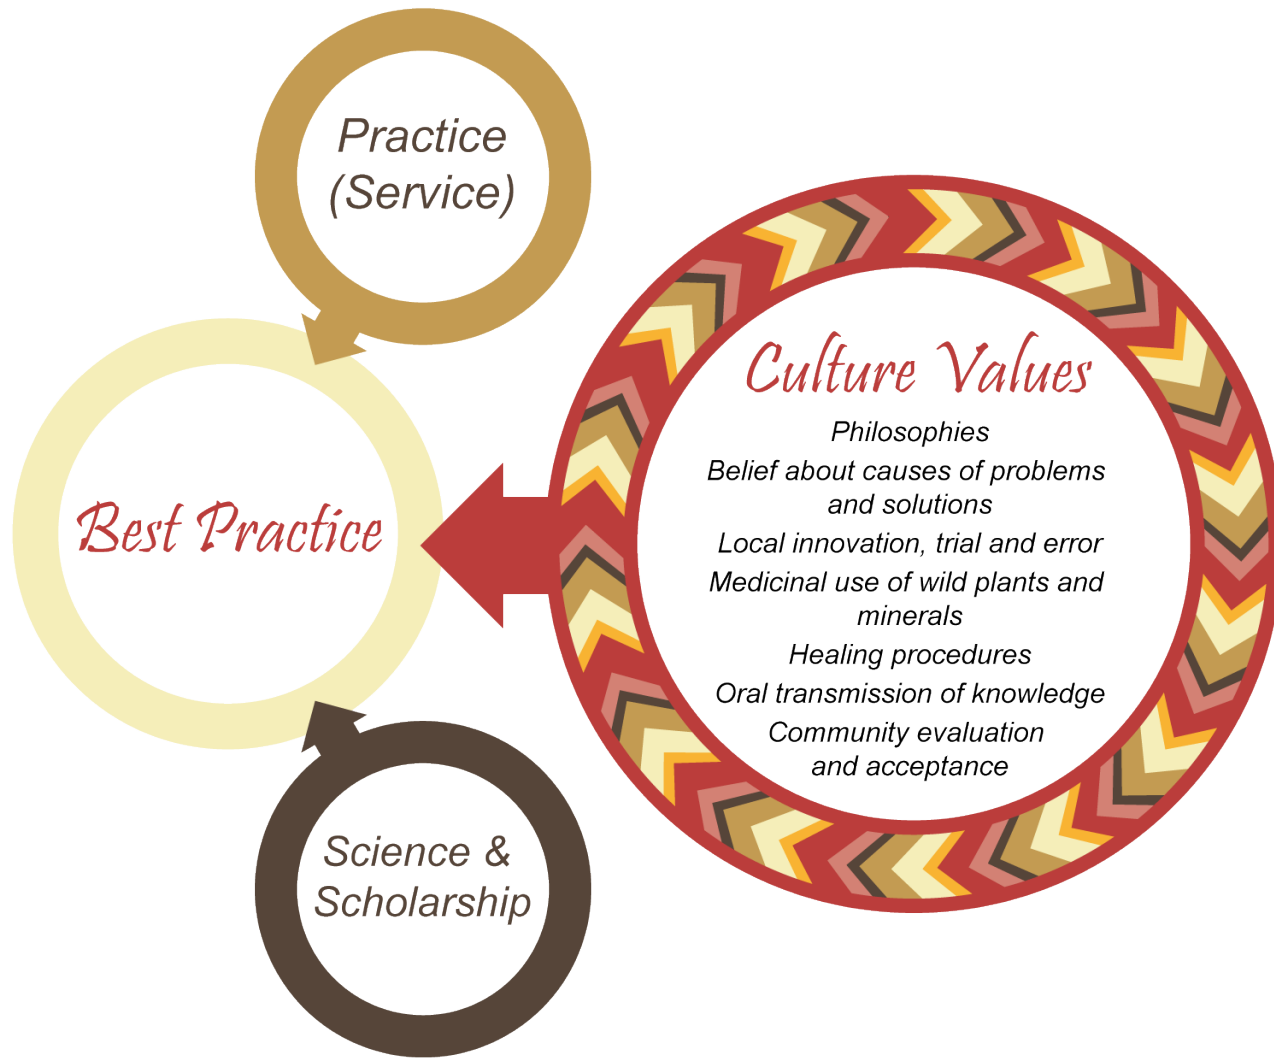 Practice
(Service)
Best Practice
Science &
Scholarship
Culture Values
Philosophies
Belief about causes of problems
and solutions
Local innovation, trial and error
Medicinal use of wild plants and
minerals
Healing procedures
Oral transmission of knowledge
Community evaluation
and acceptance